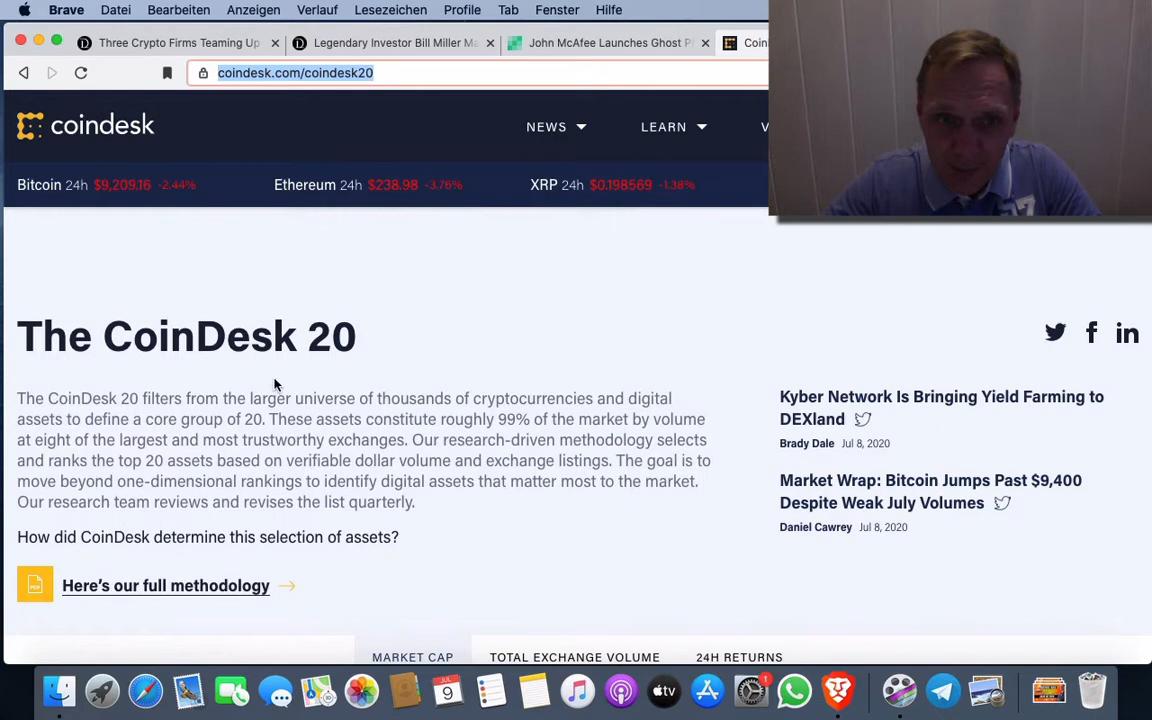 Brave Datei Bearbeiten Anzeigen Verlauf Lesezeichen Profile Tab Fenster Hilfe
Three Crypto Firms Teaming Up
Legendary Investor Bill Miller Ma
John McAfee Launches Ghost P
Coin
coindesk.com/coindesk20
coindesk
NEWS
LEARN
V
Bitcoin 24h $9,209.16 -2.44%
Ethereum 24h $238.98 -3.76%
XRP 24h $0.198569 -1.38%
The CoinDesk 20
The CoinDesk 20 filters from the larger universe of thousands of cryptocurrencies and digital
assets to define a core group of 20. These assets constitute roughly 99% of the market by volume
at eight of the largest and most trustworthy exchanges. Our research-driven methodology selects
and ranks the top 20 assets based on verifiable dollar volume and exchange listings. The goal is to
move beyond one-dimensional rankings to identify digital assets that matter most to the market.
Our research team reviews and revises the list quarterly.
How did CoinDesk determine this selection of assets?
PDF
Here's our full methodology
Kyber Network Is Bringing Yield Farming to
DEXland
Brady Dale Jul 8, 2020
Market Wrap: Bitcoin Jumps Past $9,400
Despite Weak July Volumes
Daniel Cawrey Jul 8, 2020
MARKET CAP
TOTAL EXCHANGE VOLUME
24H RETURNS
JUL
9
tv
1